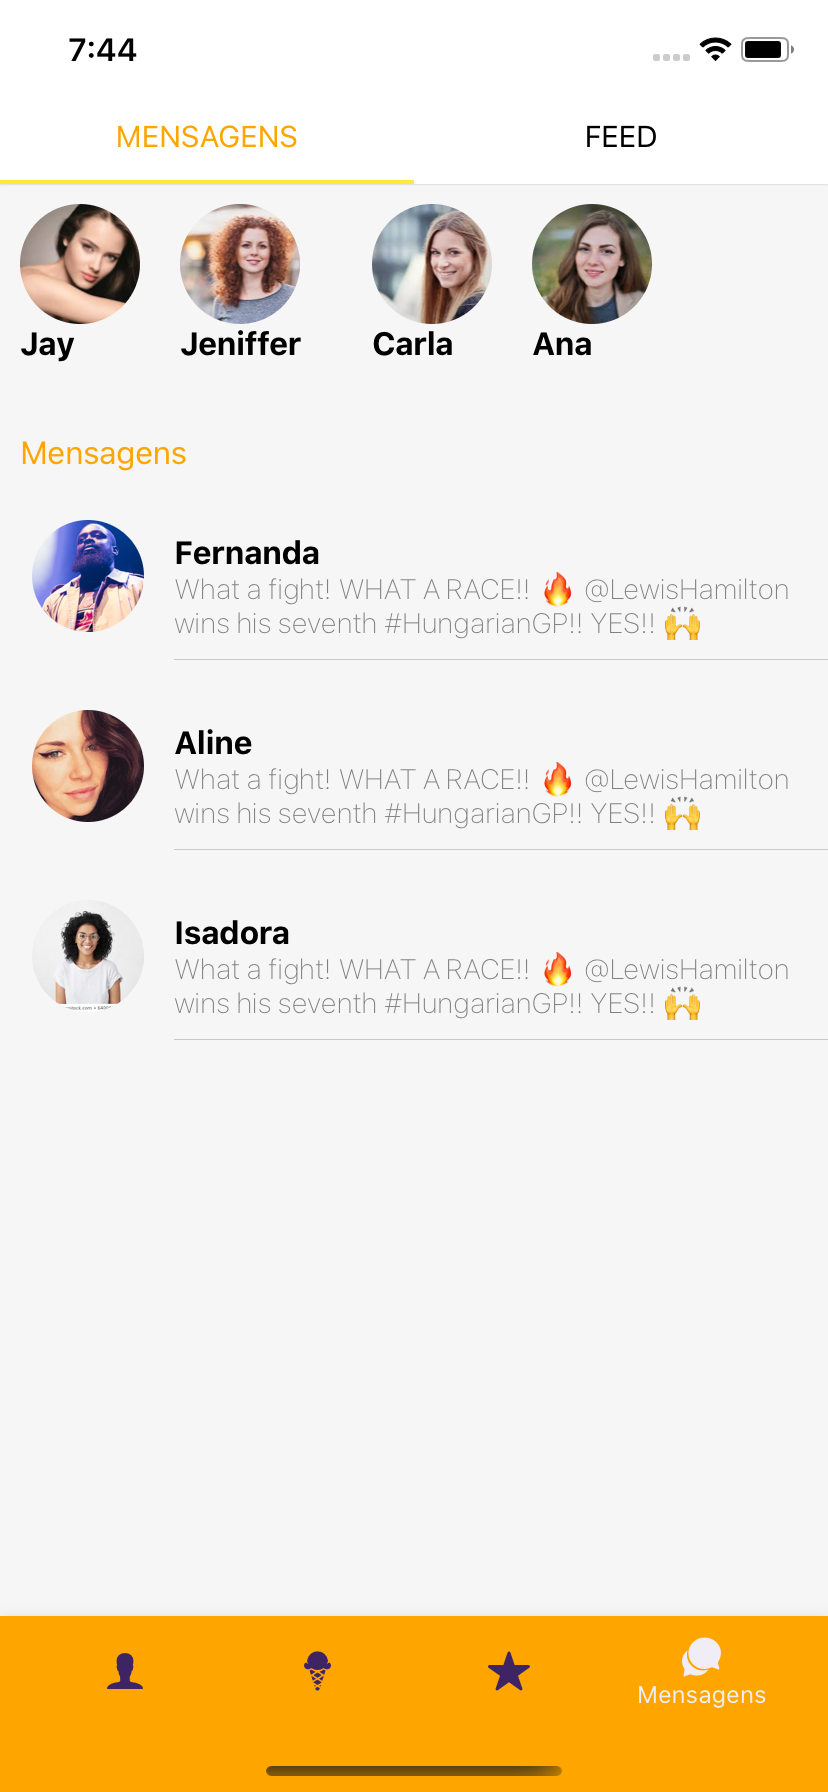 7:44
MENSAGENS
FEED
Jay
Jeniffer
Carla
Ana
Mensagens
Fernanda
What a fight! WHAT A RACE!! 🔥 @LewisHamilton
wins his seventh #HungarianGP!! YES!! 🙌
Aline
What a fight! WHAT A RACE!! 🔥 @LewisHamilton
wins his seventh #HungarianGP!! YES!! 🙌
Isadora
What a fight! WHAT A RACE!! 🔥 @LewisHamilton
wins his seventh #HungarianGP!! YES!! 🙌
Mensagens